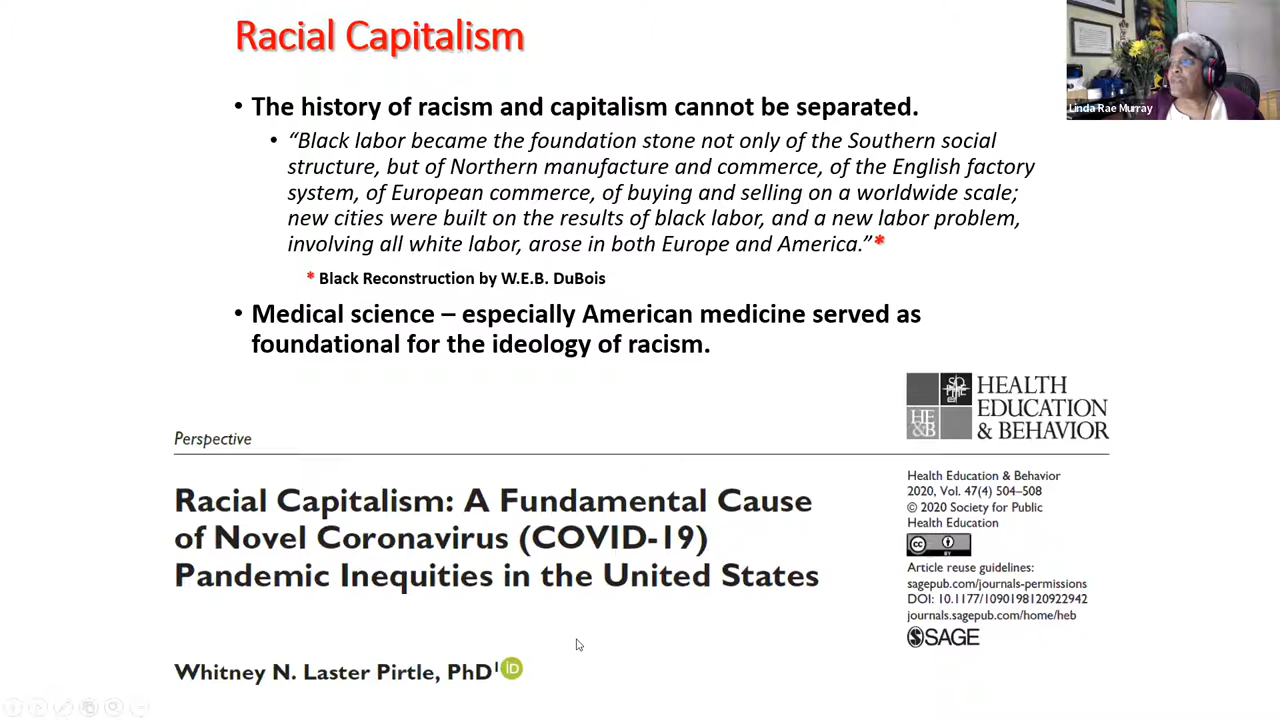 Racial Capitalism
Linda Rae Murray
• The history of racism and capitalism cannot be separated.
• “Black labor became the foundation stone not only of the Southern social
structure, but of Northern manufacture and commerce, of the English factory
system, of European commerce, of buying and selling on a worldwide scale;
new cities were built on the results of black labor, and a new labor problem,
involving all white labor, arose in both Europe and America.”*
* Black Reconstruction by W.E.B. DuBois
• Medical science – especially American medicine served as
foundational for the ideology of racism.
HE
&B
HEALTH
EDUCATION
& BEHAVIOR
Perspective
Racial Capitalism: A Fundamental Cause
of Novel Coronavirus (COVID-19)
Pandemic Inequities in the United States
Health Education & Behavior
2020, Vol. 47(4) 504–508
© 2020 Society for Public
Health Education
cc
BY
Article reuse guidelines:
sagepub.com/journals-permissions
DOI: 10.1177/1090198120922942
journals.sagepub.com/home/heb
SAGE
Whitney N. Laster Pirtle, PhD¹ iD